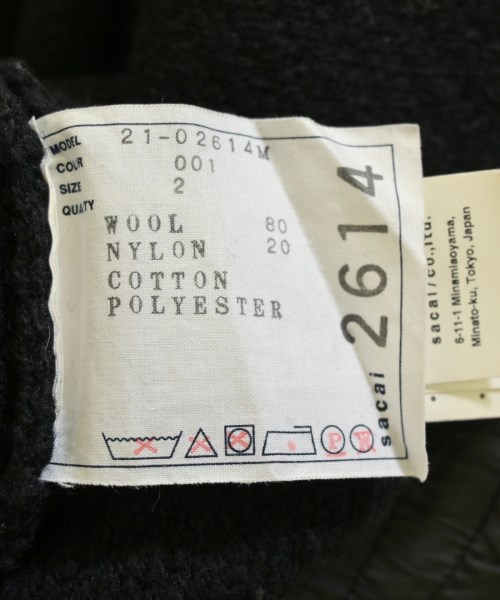 MODEL 21-02614M
COLOUR 001
SIZE 2
QUALITY
WOOL 80
NYLON 20
COTTON
POLYESTER
P W
sacai 2614
sacai/co.,ltd.
6-11-1 Minamiaoyama,
Minato-ku, Tokyo, Japan